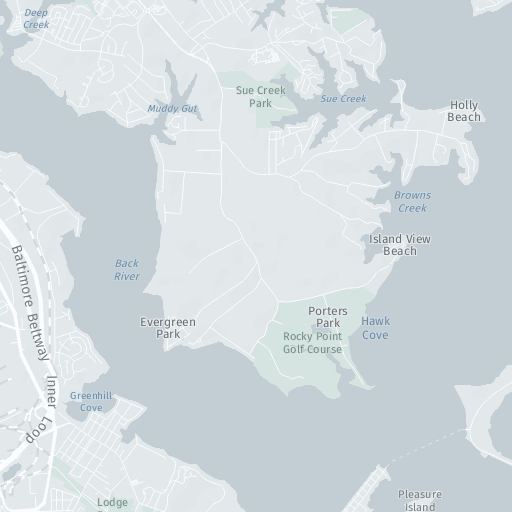 Deep
Creek
Sue Creek
Park
Sue Creek
Muddy Gut
Holly
Beach
Browns
Creek
Island View
Beach
Back
River
Baltimore Beltway Inner Loop
Porters
Park
Hawk
Cove
Evergreen
Park
Rocky Point
Golf Course
Greenhill
Cove
Lodge
Pleasure
Island